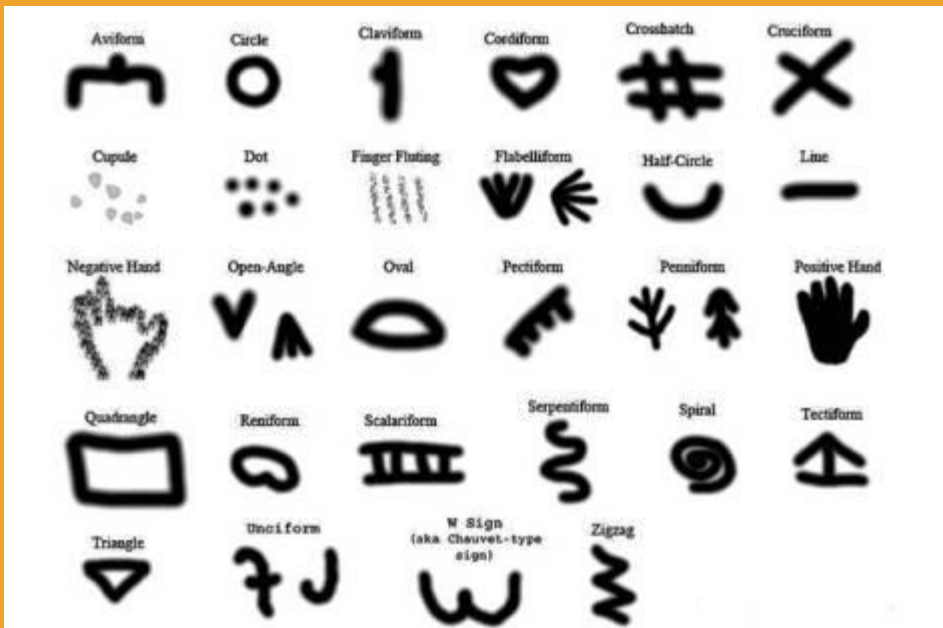 Aviform
Circle
Claviform
Cordiform
Crosshatch
Cruciform
Cupule
Dot
Finger Fluting
Flabelliform
Half-Circle
Line
Negative Hand
Open-Angle
Oval
Pectiform
Penniform
Positive Hand
Quadrangle
Reniform
Scalariform
Serpentiform
Spiral
Tectiform
Triangle
Unciform
W Sign
(aka Chauvet-type
sign)
Zigzag